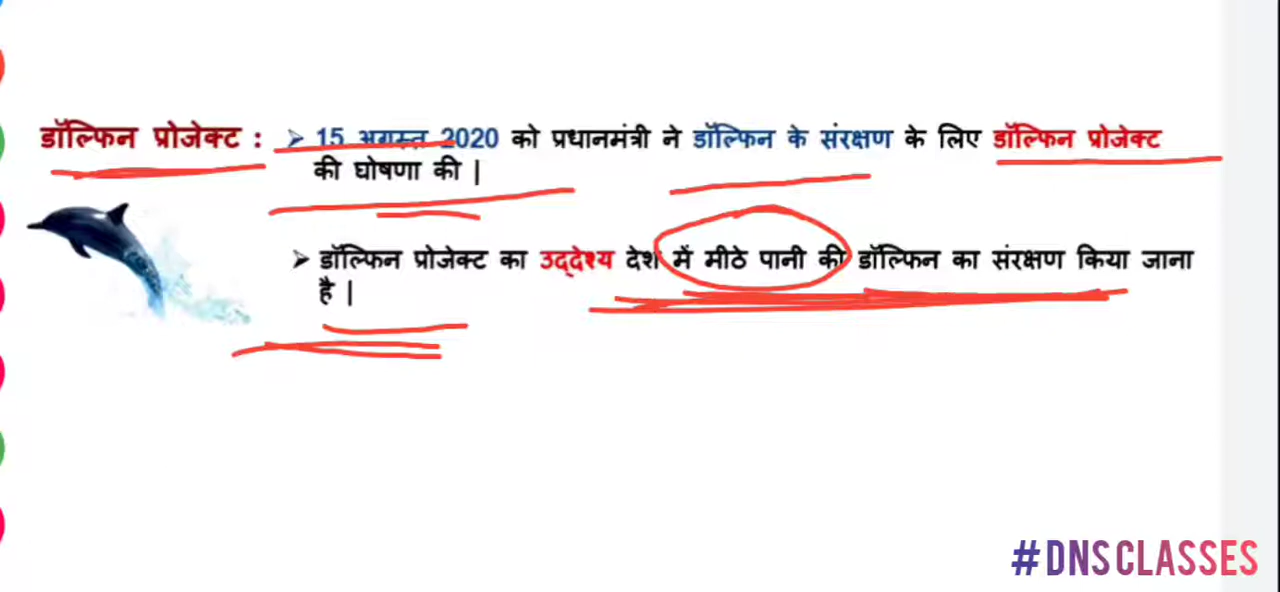 डॉल्फिन प्रोजेक्ट : ➢ 15 अगस्त 2020 को प्रधानमंत्री ने डॉल्फिन के संरक्षण के लिए डॉल्फिन प्रोजेक्ट
की घोषणा की |
➢ डॉल्फिन प्रोजेक्ट का उद्देश्य देश में मीठे पानी की डॉल्फिन का संरक्षण किया जाना
है |
#DNSCLASSES